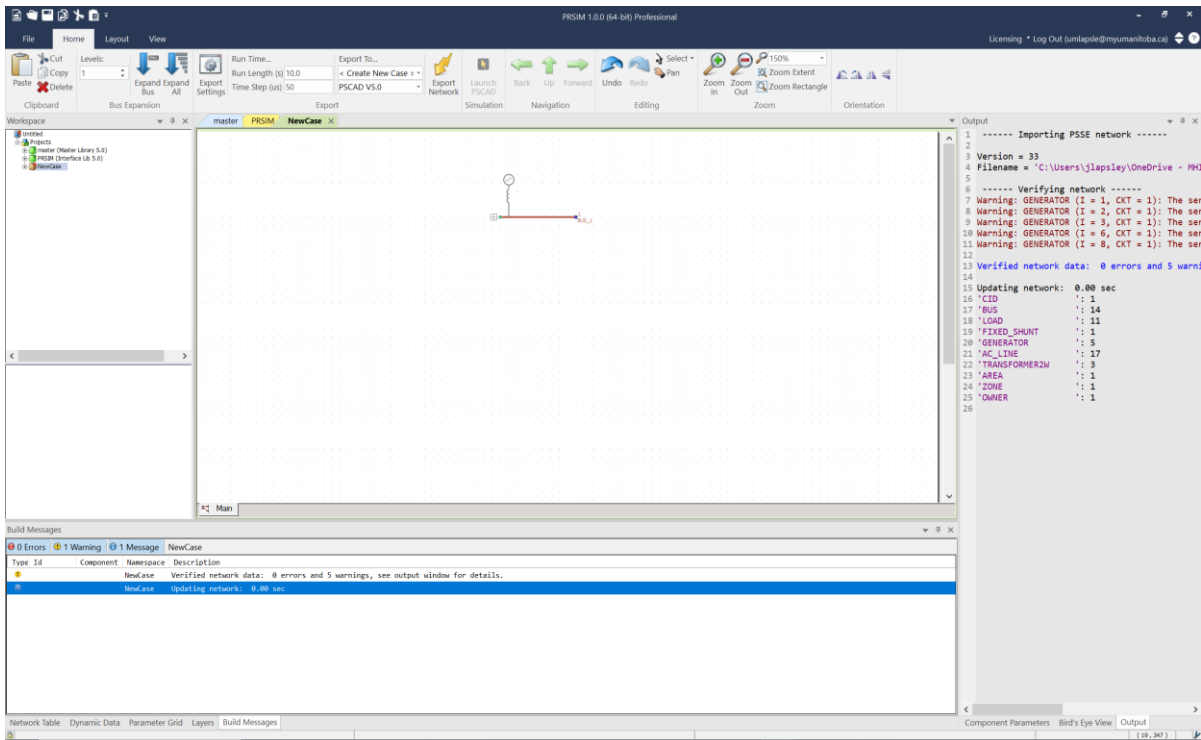 PRSIM 1.0.0 (64-bit) Professional
File Home Layout View
Licensing Log Out (umlapsle@myumanitoba.ca)
Paste
Cut
Copy
Delete
Clipboard
Levels:
1
Expand Bus
Expand All
Bus Expansion
Export Settings
Run Time...
Run Length (s) 10.0
Time Step (us) 50
Export To...
< Create New Case >
PSCAD V5.0
Export Network
Export
Launch PSCAD
Simulation
Back Up Forward
Navigation
Undo Redo
Select
Pan
Editing
Zoom In
Zoom Out
150%
Zoom Extent
Zoom Rectangle
Zoom
Orientation
Workspace
Untitled
Projects
master (Master Library 5.0)
PRSIM (Interface Lib 5.0)
NewCase
master PRSIM NewCase
Main
Output
1 ------ Importing PSSE network ------
2
3 Version = 33
4 Filename = 'C:\Users\jlapsley\OneDrive - MHI
5
6 ------ Verifying network ------
7 Warning: GENERATOR (I = 1, CKT = 1): The ser
8 Warning: GENERATOR (I = 2, CKT = 1): The ser
9 Warning: GENERATOR (I = 3, CKT = 1): The ser
10 Warning: GENERATOR (I = 6, CKT = 1): The ser
11 Warning: GENERATOR (I = 8, CKT = 1): The ser
12
13 Verified network data: 0 errors and 5 warni
14
15 Updating network: 0.00 sec
16 'CID ': 1
17 'BUS ': 14
18 'LOAD ': 11
19 'FIXED_SHUNT ': 1
20 'GENERATOR ': 5
21 'AC_LINE ': 17
22 'TRANSFORMER2W ': 3
23 'AREA ': 1
24 'ZONE ': 1
25 'OWNER ': 1
26
Build Messages
0 Errors 1 Warning 1 Message NewCase
Type Id Component Namespace Description
NewCase Verified network data: 0 errors and 5 warnings, see output window for details.
NewCase Updating network: 0.00 sec
Network Table Dynamic Data Parameter Grid Layers Build Messages
Component Parameters Bird's Eye View Output
(19, 347)